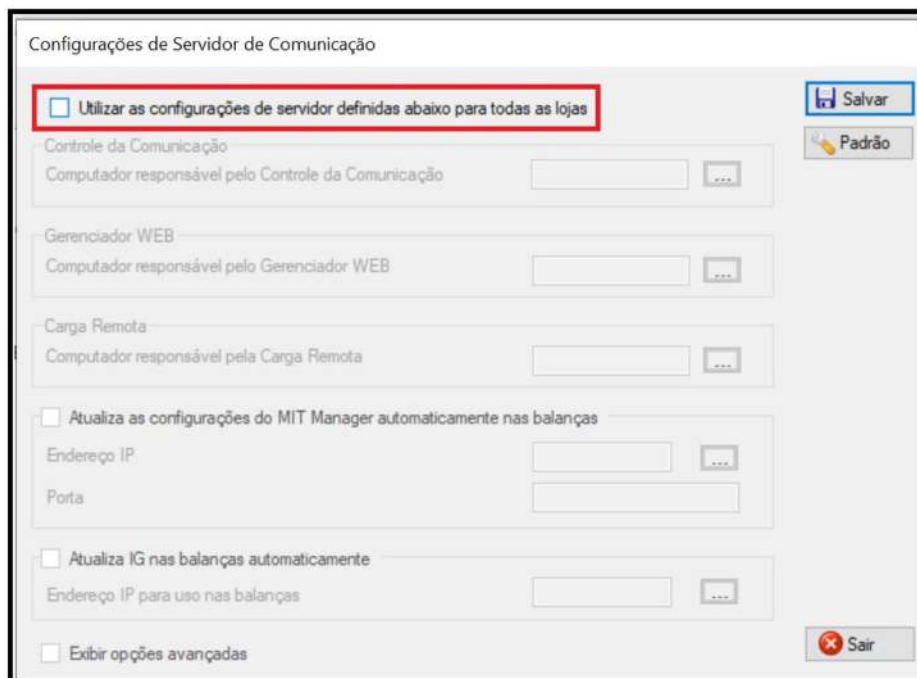 Configurações de Servidor de Comunicação
Utilizar as configurações de servidor definidas abaixo para todas as lojas
Salvar
Padrão
Controle da Comunicação
Computador responsável pelo Controle da Comunicação
...
Gerenciador WEB
Computador responsável pelo Gerenciador WEB
...
Carga Remota
Computador responsável pela Carga Remota
...
Atualiza as configurações do MIT Manager automaticamente nas balanças
Endereço IP
...
Porta
Atualiza IG nas balanças automaticamente
Endereço IP para uso nas balanças
...
Exibir opções avançadas
Sair